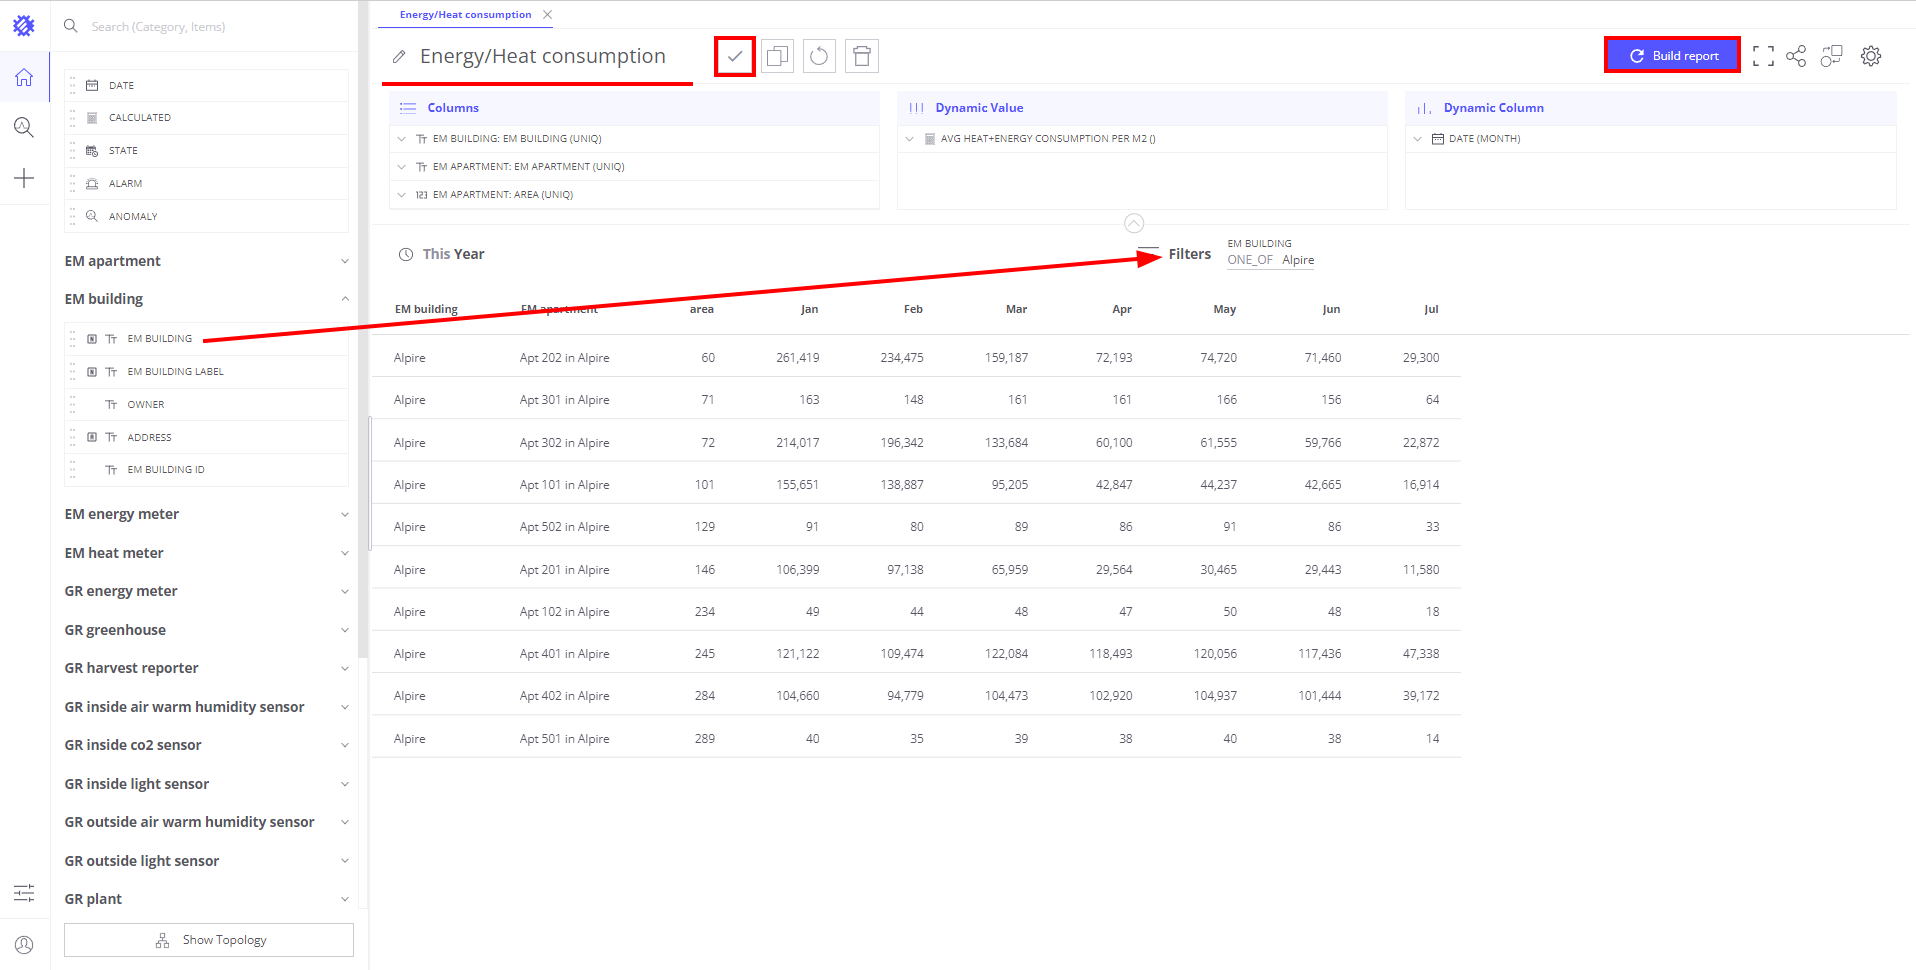 Energy/Heat consumption
Search (Category, Items)
Energy/Heat consumption
Build report
DATE
CALCULATED
STATE
ALARM
ANOMALY
EM apartment
EM building
EM BUILDING
EM BUILDING LABEL
OWNER
ADDRESS
EM BUILDING ID
EM energy meter
EM heat meter
GR energy meter
GR greenhouse
GR harvest reporter
GR inside air warm humidity sensor
GR inside co2 sensor
GR inside light sensor
GR outside air warm humidity sensor
GR outside light sensor
GR plant
Show Topology
Columns
EM BUILDING: EM BUILDING (UNIQ)
EM APARTMENT: EM APARTMENT (UNIQ)
123 EM APARTMENT: AREA (UNIQ)
Dynamic Value
AVG HEAT+ENERGY CONSUMPTION PER M2 ()
Dynamic Column
DATE (MONTH)
This Year
Filters
EM BUILDING
ONE_OF Alpire
EM building EM apartment area Jan Feb Mar Apr May Jun Jul
Alpire Apt 202 in Alpire 60 261,419 234,475 159,187 72,193 74,720 71,460 29,300
Alpire Apt 301 in Alpire 71 163 148 161 161 166 156 64
Alpire Apt 302 in Alpire 72 214,017 196,342 133,684 60,100 61,555 59,766 22,872
Alpire Apt 101 in Alpire 101 155,651 138,887 95,205 42,847 44,237 42,665 16,914
Alpire Apt 502 in Alpire 129 91 80 89 86 91 86 33
Alpire Apt 201 in Alpire 146 106,399 97,138 65,959 29,564 30,465 29,443 11,580
Alpire Apt 102 in Alpire 234 49 44 48 47 50 48 18
Alpire Apt 401 in Alpire 245 121,122 109,474 122,084 118,493 120,056 117,436 47,338
Alpire Apt 402 in Alpire 284 104,660 94,779 104,473 102,920 104,937 101,444 39,172
Alpire Apt 501 in Alpire 289 40 35 39 38 40 38 14